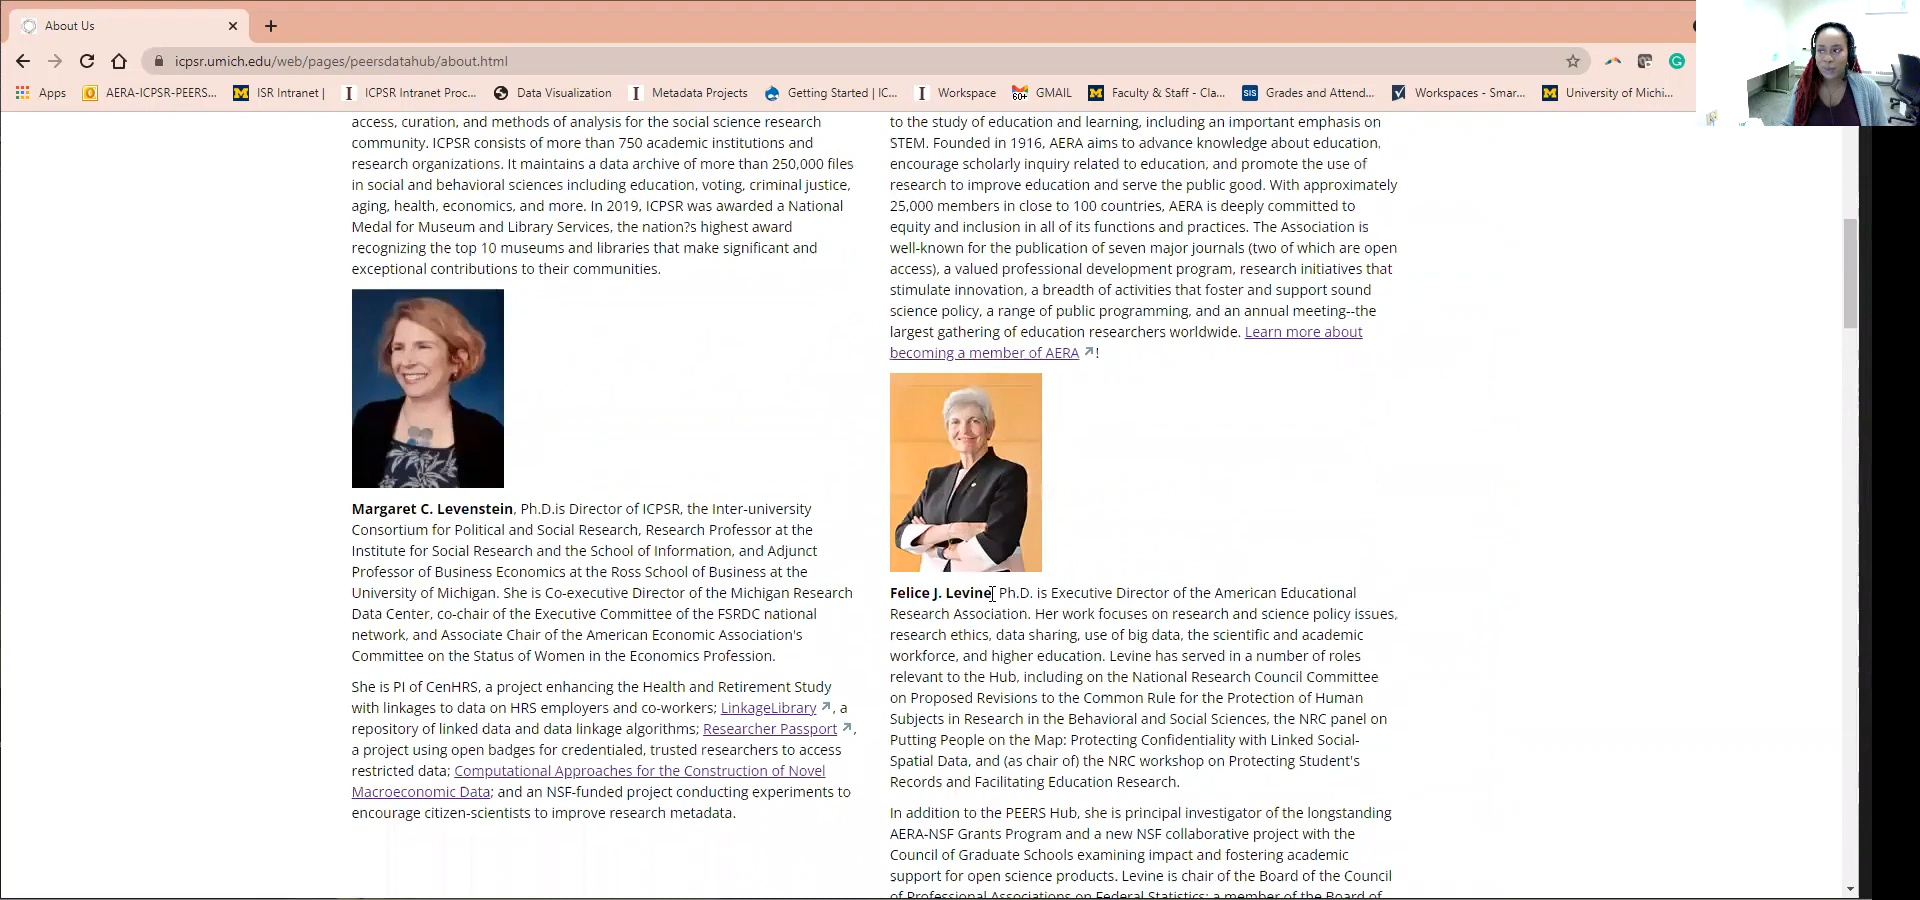 About Us
icpsr.umich.edu/web/pages/peersdatahub/about.html
Apps
AERA-ICPSR-PEERS...
ISR Intranet |
ICPSR Intranet Proc...
Data Visualization
Metadata Projects
Getting Started | IC...
Workspace
GMAIL
Faculty & Staff - Cla...
Grades and Attend...
Workspaces - Smar...
University of Michi...
access, curation, and methods of analysis for the social science research
community. ICPSR consists of more than 750 academic institutions and
research organizations. It maintains a data archive of more than 250,000 files
in social and behavioral sciences including education, voting, criminal justice,
aging, health, economics, and more. In 2019, ICPSR was awarded a National
Medal for Museum and Library Services, the nation?s highest award
recognizing the top 10 museums and libraries that make significant and
exceptional contributions to their communities.
Margaret C. Levenstein, Ph.D.is Director of ICPSR, the Inter-university
Consortium for Political and Social Research, Research Professor at the
Institute for Social Research and the School of Information, and Adjunct
Professor of Business Economics at the Ross School of Business at the
University of Michigan. She is Co-executive Director of the Michigan Research
Data Center, co-chair of the Executive Committee of the FSRDC national
network, and Associate Chair of the American Economic Association's
Committee on the Status of Women in the Economics Profession.
She is PI of CenHRS, a project enhancing the Health and Retirement Study
with linkages to data on HRS employers and co-workers; LinkageLibrary, a
repository of linked data and data linkage algorithms; Researcher Passport,
a project using open badges for credentialed, trusted researchers to access
restricted data; Computational Approaches for the Construction of Novel
Macroeconomic Data; and an NSF-funded project conducting experiments to
encourage citizen-scientists to improve research metadata.
to the study of education and learning, including an important emphasis on
STEM. Founded in 1916, AERA aims to advance knowledge about education,
encourage scholarly inquiry related to education, and promote the use of
research to improve education and serve the public good. With approximately
25,000 members in close to 100 countries, AERA is deeply committed to
equity and inclusion in all of its functions and practices. The Association is
well-known for the publication of seven major journals (two of which are open
access), a valued professional development program, research initiatives that
stimulate innovation, a breadth of activities that foster and support sound
science policy, a range of public programming, and an annual meeting--the
largest gathering of education researchers worldwide. Learn more about
becoming a member of AERA !
Felice J. Levine, Ph.D. is Executive Director of the American Educational
Research Association. Her work focuses on research and science policy issues,
research ethics, data sharing, use of big data, the scientific and academic
workforce, and higher education. Levine has served in a number of roles
relevant to the Hub, including on the National Research Council Committee
on Proposed Revisions to the Common Rule for the Protection of Human
Subjects in Research in the Behavioral and Social Sciences, the NRC panel on
Putting People on the Map: Protecting Confidentiality with Linked Social-
Spatial Data, and (as chair of) the NRC workshop on Protecting Student's
Records and Facilitating Education Research.
In addition to the PEERS Hub, she is principal investigator of the longstanding
AERA-NSF Grants Program and a new NSF collaborative project with the
Council of Graduate Schools examining impact and fostering academic
support for open science products. Levine is chair of the Board of the Council
of Professional Associations on Federal Statistics; a member of the Board of